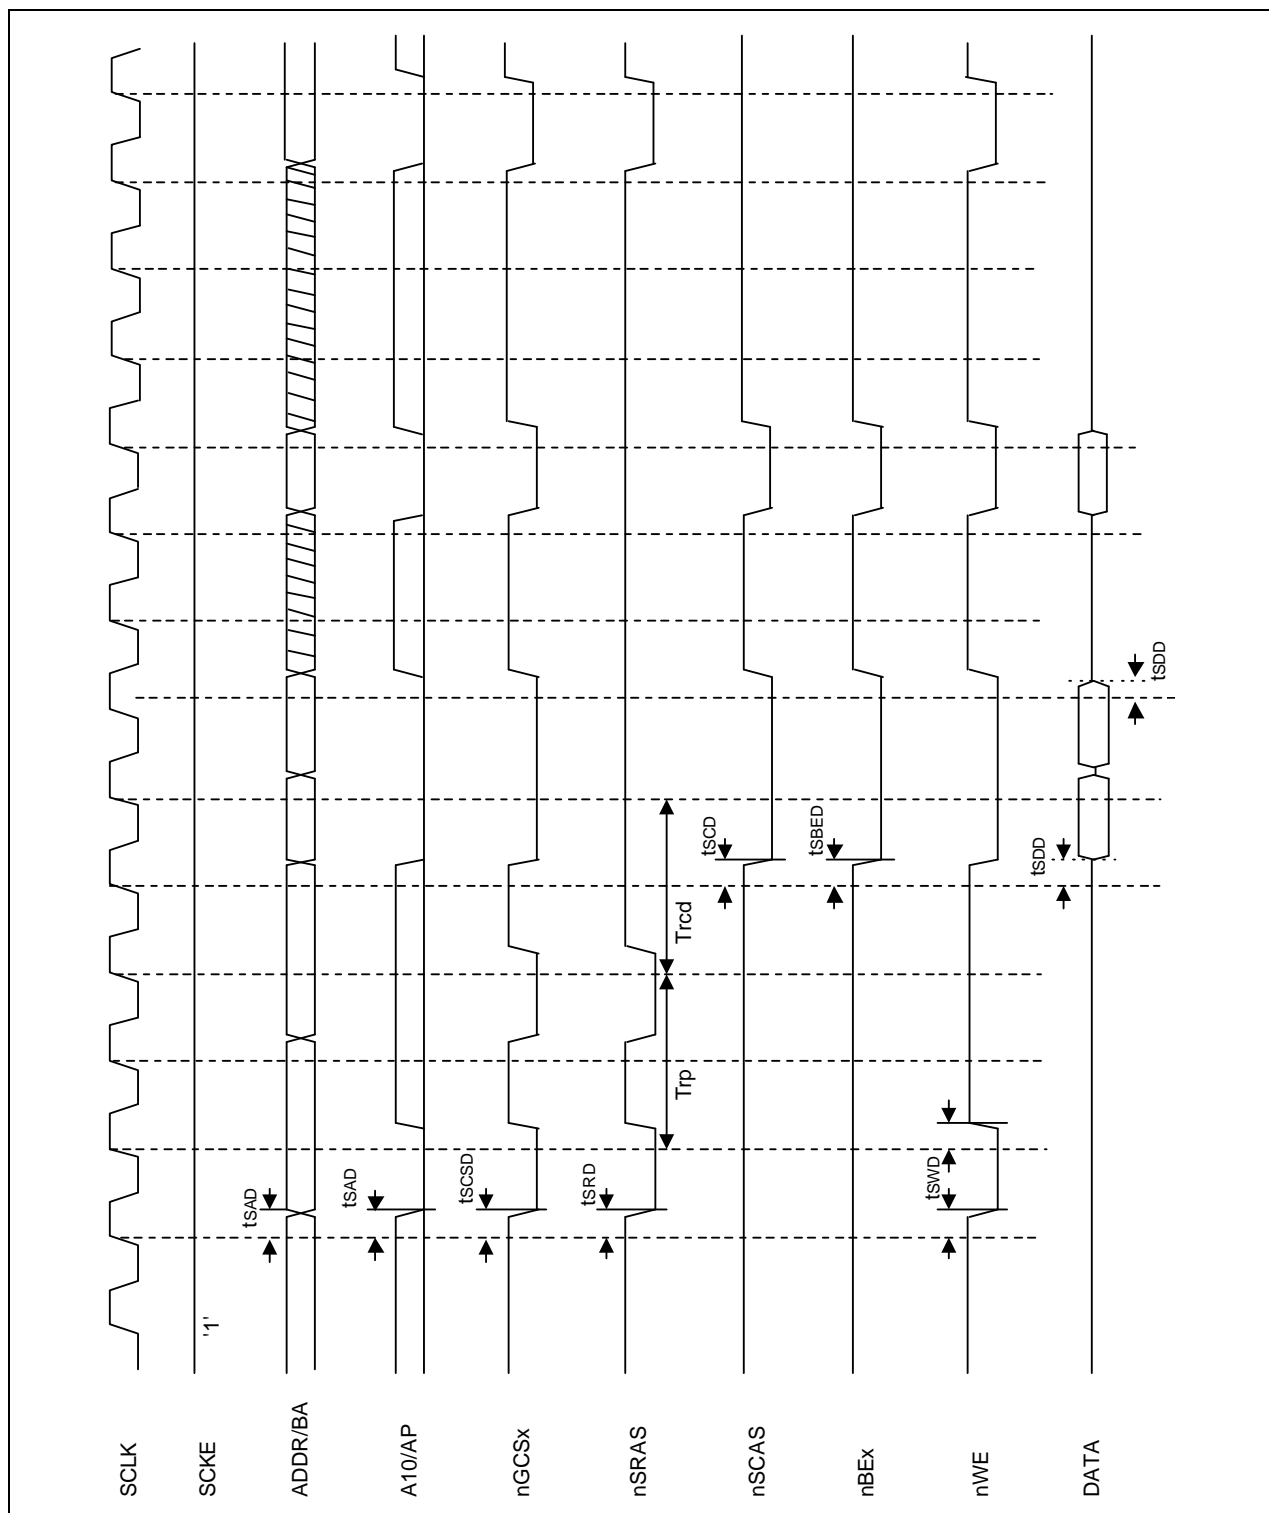 SCLK
SCKE
'1'
ADDR/BA
tSAD
A10/AP
tSAD
nGCSx
tSCSD
nSRAS
tSRD
Trp
Trcd
nSCAS
tSCD
nBEx
tSBED
nWE
tSWD
DATA
tSDD
tSDD